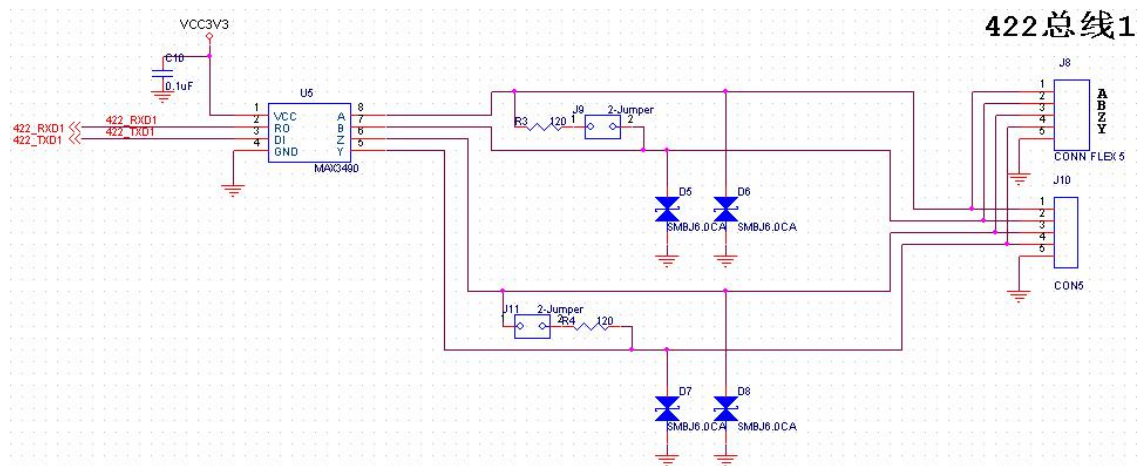 422总线1
VCC3V3
C10
0.1uF
422_RXD1
422_TXD1
422_RXD1
422_TXD1
U5
1
2
3
4
VCC
RO
DI
GND
A
B
Z
Y
8
7
6
5
MAX3490
R3
120
J9
2-Jumper
1
2
D5
SMBJ6.0CA
D6
SMBJ6.0CA
J11
2-Jumper
1
2
R4
120
D7
SMBJ6.0CA
D8
SMBJ6.0CA
J8
1
2
3
4
5
A
B
Z
Y
CONN FLEX 5
J10
1
2
3
4
5
CON5